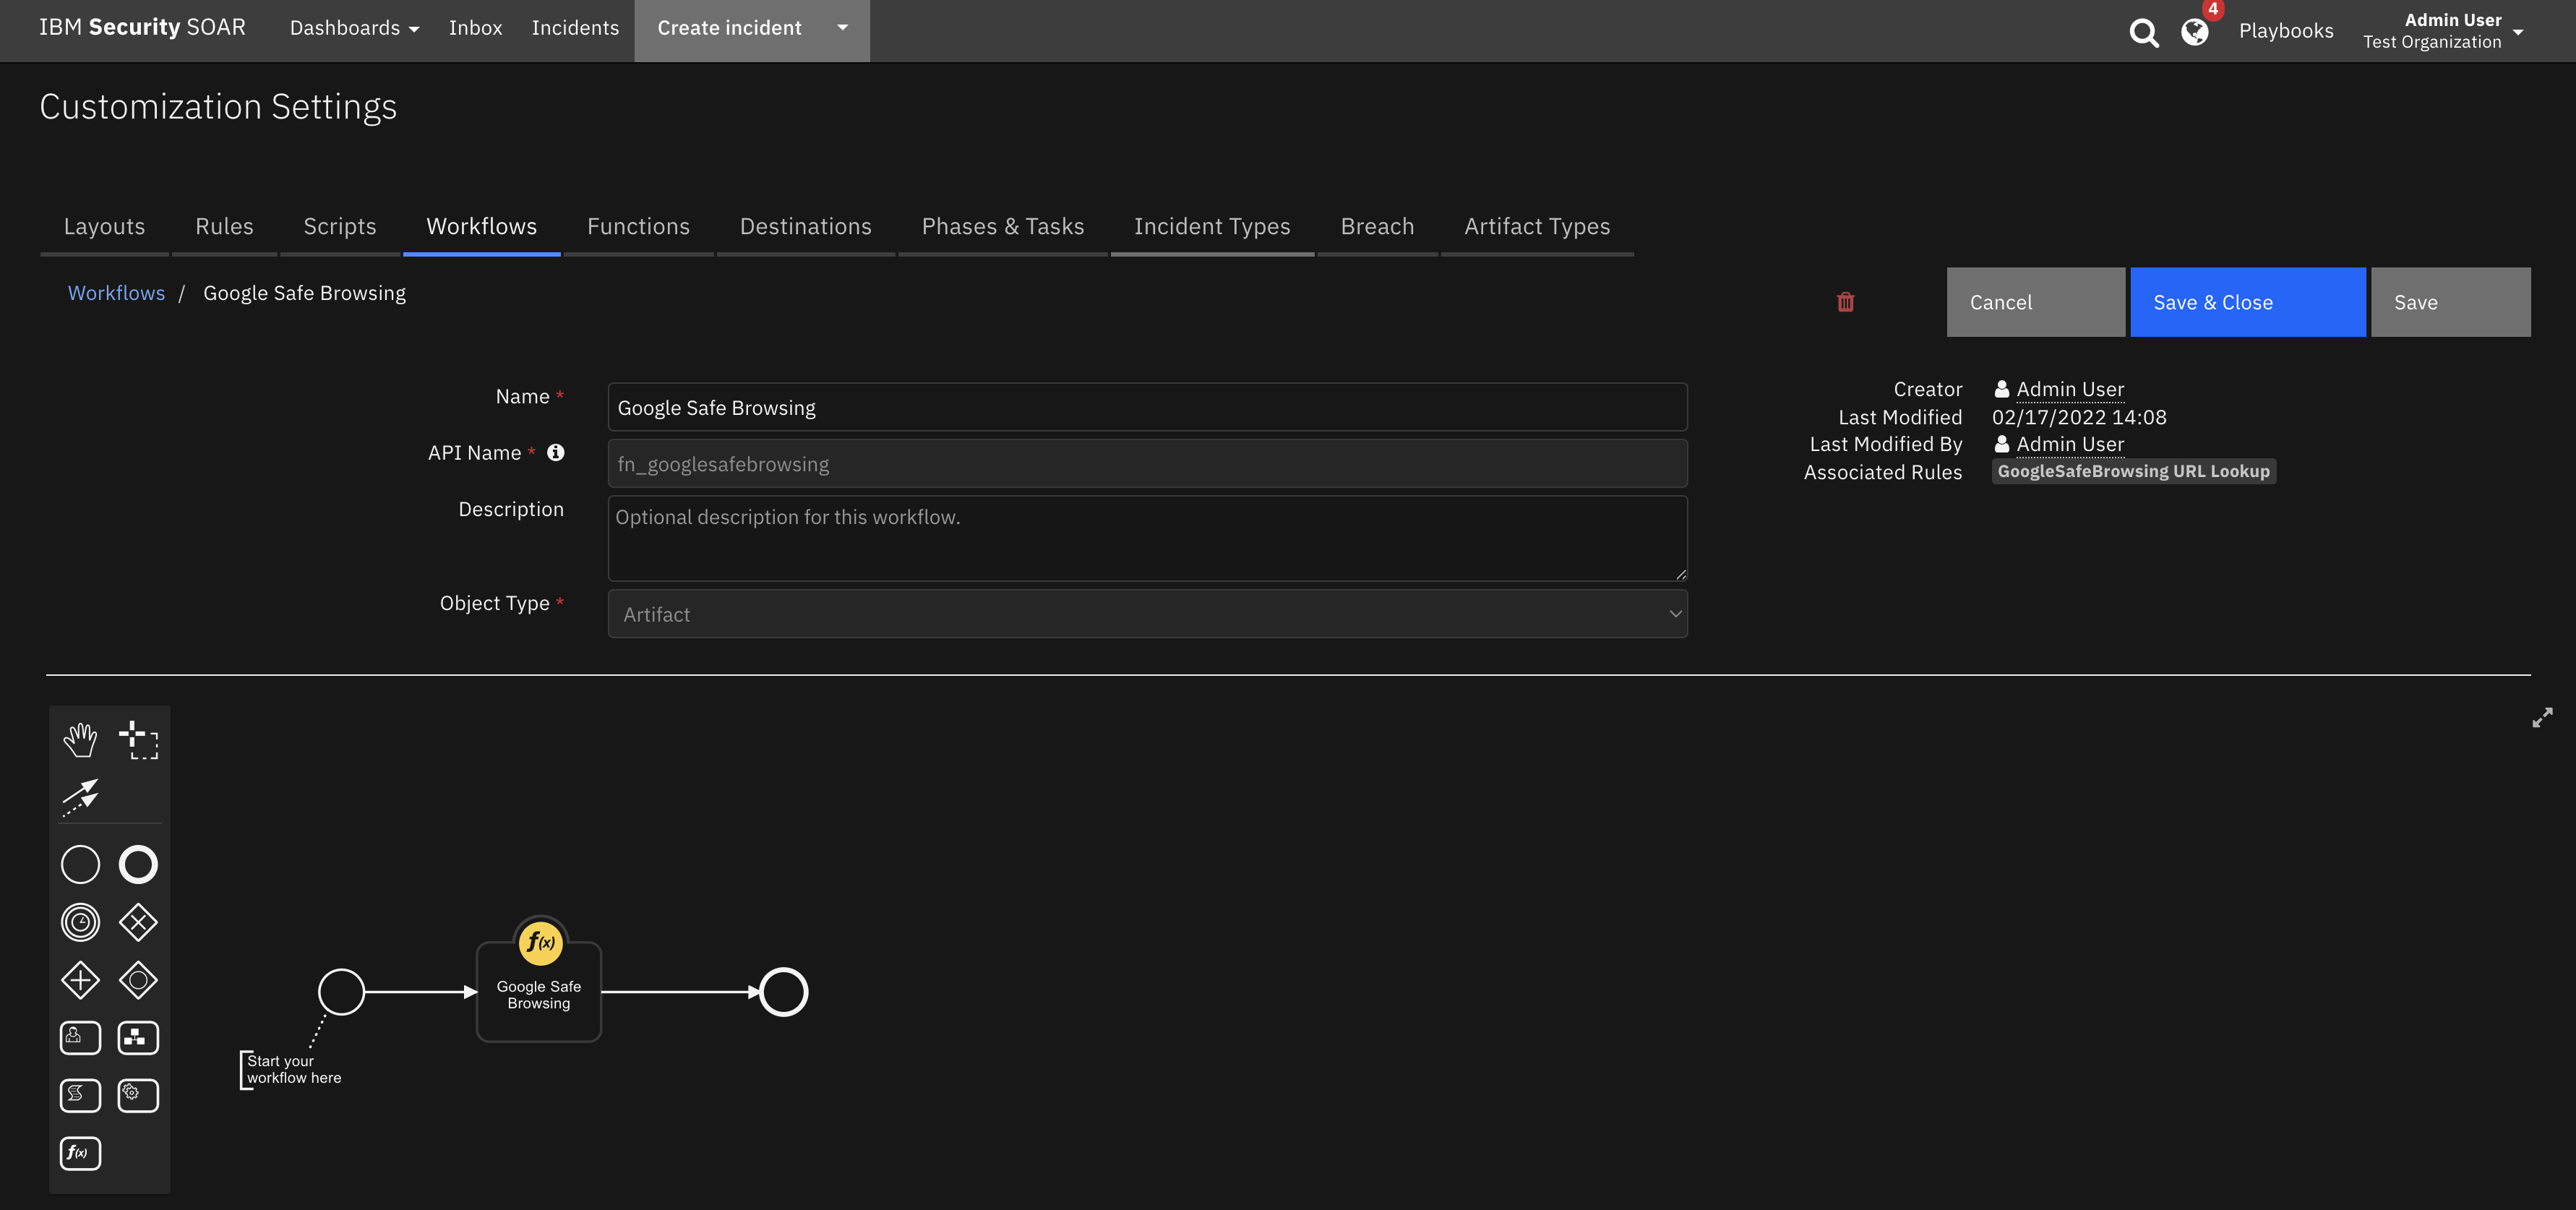 IBM Security SOAR Dashboards Inbox Incidents Create incident 4 Playbooks Admin User
Test Organization
Customization Settings
Layouts Rules Scripts Workflows Functions Destinations Phases & Tasks Incident Types Breach Artifact Types
Workflows / Google Safe Browsing
Cancel Save & Close Save
Name * Google Safe Browsing
API Name * fn_googlesafebrowsing
Description Optional description for this workflow.
Object Type * Artifact
Creator Admin User
Last Modified 02/17/2022 14:08
Last Modified By Admin User
Associated Rules GoogleSafeBrowsing URL Lookup
f(x)
Google Safe
Browsing
Start your
workflow here
f(x)